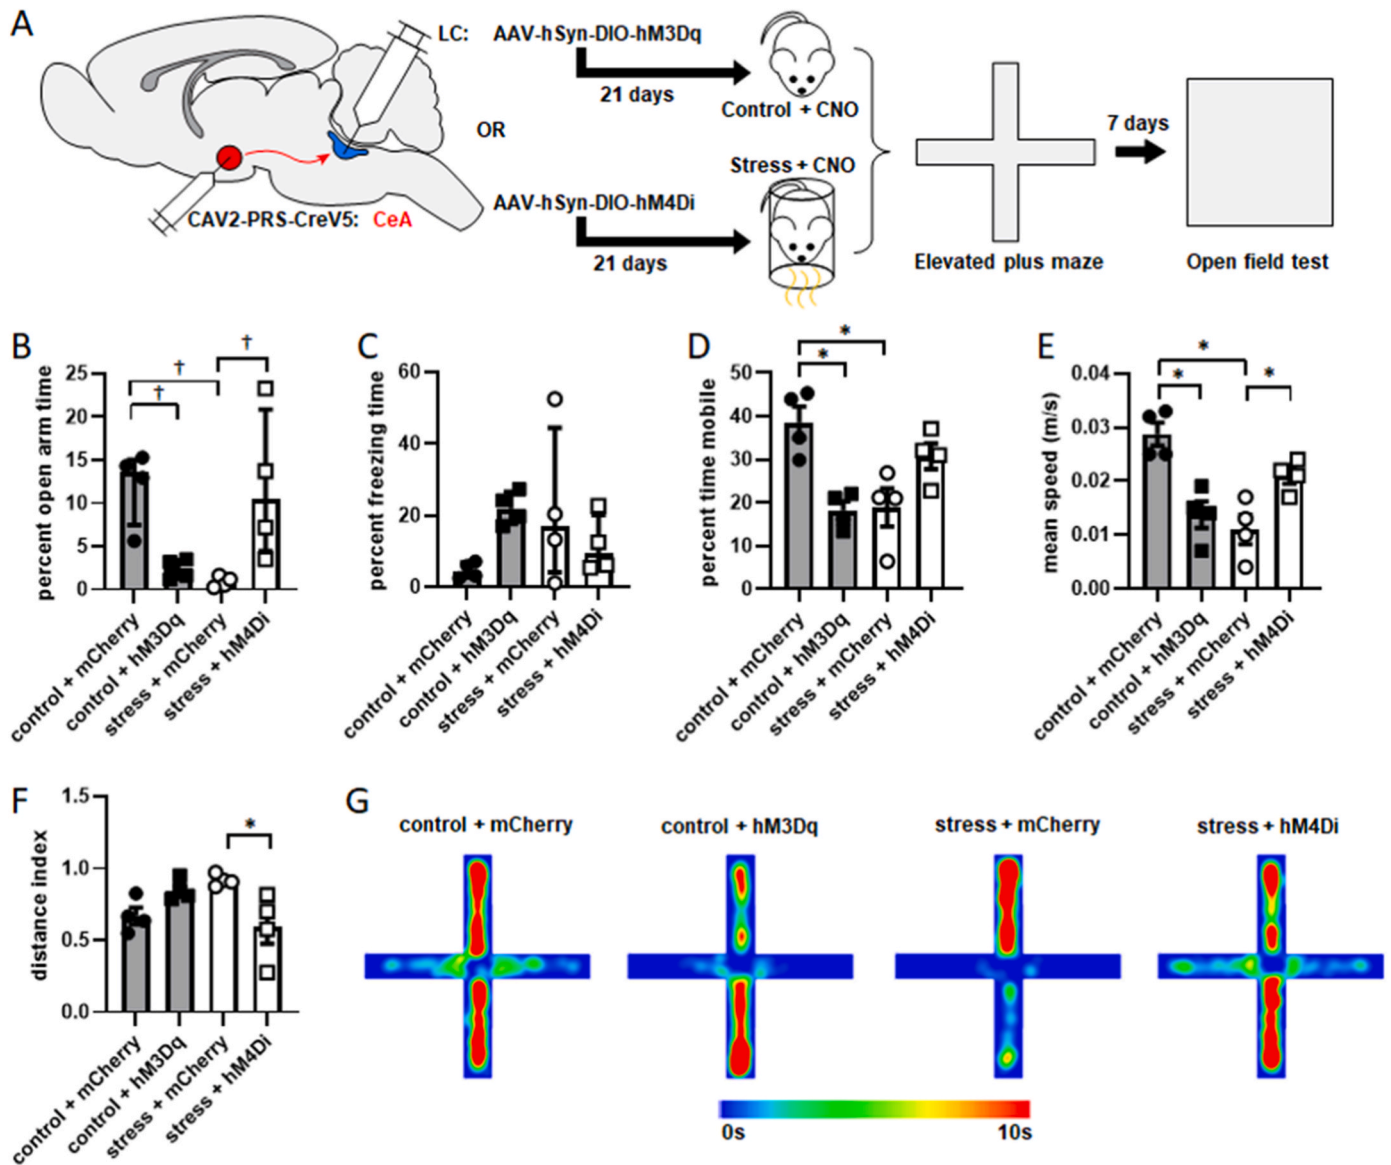 A
LC: AAV-hSyn-DIO-hM3Dq
21 days
Control + CNO
OR
Stress + CNO
AAV-hSyn-DIO-hM4Di
21 days
CAV2-PRS-CreV5: CeA
7 days
Elevated plus maze
Open field test
B
percent open arm time
25
20
15
10
5
0
†
†
†
control + mCherry
control + hM3Dq
stress + mCherry
stress + hM4Di
C
percent freezing time
60
40
20
0
control + mCherry
control + hM3Dq
stress + mCherry
stress + hM4Di
D
percent time mobile
50
40
30
20
10
0
*
*
control + mCherry
control + hM3Dq
stress + mCherry
stress + hM4Di
E
mean speed (m/s)
0.04
0.03
0.02
0.01
0.00
*
*
*
control + mCherry
control + hM3Dq
stress + mCherry
stress + hM4Di
F
distance index
1.5
1.0
0.5
0.0
*
control + mCherry
control + hM3Dq
stress + mCherry
stress + hM4Di
G
control + mCherry
control + hM3Dq
stress + mCherry
stress + hM4Di
0s
10s